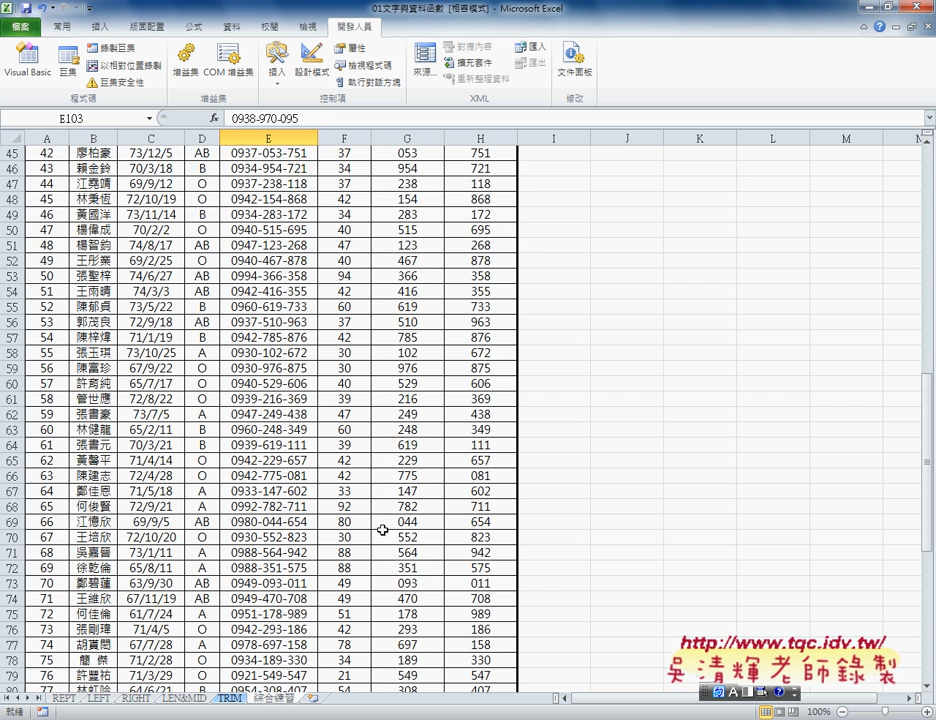 01文字與資料函數 [相容模式] - Microsoft Excel
檔案 常用 插入 版面配置 公式 資料 校閱 檢視 開發人員
Visual Basic 巨集 錄製巨集 以相對位置錄製 巨集安全性 增益集 COM 增益集 插入 設計模式 屬性 檢視程式碼 執行對話方塊 來源... 對應內容 擴充套件 重新整理資料 匯入 匯出 文件面板
程式碼 增益集 控制項 XML 修改
E103 fx 0938-970-095
A B C D E F G H I J K L M N
45 42 廖柏豪 73/12/5 AB 0937-053-751 37 053 751
46 43 賴金鈴 70/3/18 B 0934-954-721 34 954 721
47 44 江堯靖 69/9/12 O 0937-238-118 37 238 118
48 45 林秉恆 72/10/19 O 0942-154-868 42 154 868
49 46 黃國洋 73/11/14 B 0934-283-172 34 283 172
50 47 楊偉成 70/2/2 O 0940-515-695 40 515 695
51 48 楊智鈞 74/8/17 AB 0947-123-268 47 123 268
52 49 王彤業 69/2/25 O 0940-467-878 40 467 878
53 50 張聖梓 74/6/27 AB 0994-366-358 94 366 358
54 51 王雨晴 74/3/3 AB 0942-416-355 42 416 355
55 52 陳郁貞 73/5/22 B 0960-619-733 60 619 733
56 53 郭茂良 72/9/18 AB 0937-510-963 37 510 963
57 54 陳梓煒 71/1/19 B 0942-785-876 42 785 876
58 55 張玉琪 73/10/25 A 0930-102-672 30 102 672
59 56 陳富珍 67/9/22 O 0930-976-875 30 976 875
60 57 許育純 65/7/17 O 0940-529-606 40 529 606
61 58 管世應 72/8/22 O 0939-216-369 39 216 369
62 59 張書豪 73/7/5 A 0947-249-438 47 249 438
63 60 林健龍 65/2/11 B 0960-248-349 60 248 349
64 61 張書元 70/3/21 B 0939-619-111 39 619 111
65 62 黃馨平 71/4/14 O 0942-229-657 42 229 657
66 63 陳建志 72/4/28 O 0942-775-081 42 775 081
67 64 鄭佳恩 71/5/18 A 0933-147-602 33 147 602
68 65 何俊賢 72/9/21 A 0992-782-711 92 782 711
69 66 江憶欣 69/9/5 AB 0980-044-654 80 044 654
70 67 王培欣 72/10/20 O 0930-552-823 30 552 823
71 68 吳嘉晉 73/1/11 A 0988-564-942 88 564 942
72 69 徐乾倫 65/8/11 A 0988-351-575 88 351 575
73 70 鄭碧蓮 63/9/30 AB 0949-093-011 49 093 011
74 71 王維欣 67/11/19 AB 0949-470-708 49 470 708
75 72 何佳倫 61/7/24 O 0951-178-989 51 178 989
76 73 張剛瑋 71/4/5 O 0942-293-186 42 293 186
77 74 胡賓閎 67/7/28 A 0978-697-158 78 697 158
78 75 簡 傑 71/2/28 O 0934-189-330 34 189 330
79 76 許豐祐 71/3/29 O 0921-549-547 21 549 547
80 77 64/6/21 B 0954-308-407 54 308 407
REPT LEFT RIGHT LEN&MID TRIM 綜合練習
就緒 100%
http://www.tqc.idv.tw/
吳清輝老師錄製